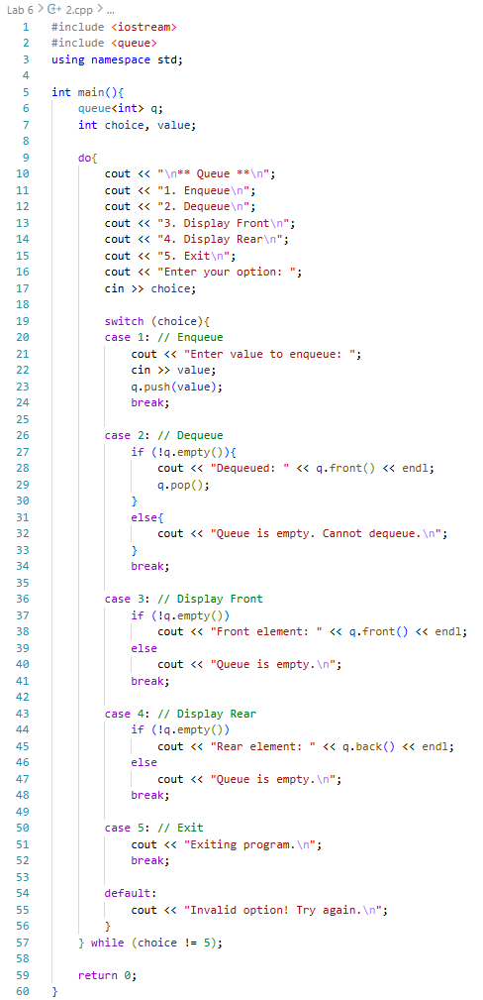 Lab 6 > C++ 2.cpp > ...
1 #include <iostream>
2 #include <queue>
3 using namespace std;
4
5 int main(){
6     queue<int> q;
7     int choice, value;
8
9     do{
10         cout << "\n** Queue **\n";
11         cout << "1. Enqueue\n";
12         cout << "2. Dequeue\n";
13         cout << "3. Display Front\n";
14         cout << "4. Display Rear\n";
15         cout << "5. Exit\n";
16         cout << "Enter your option: ";
17         cin >> choice;
18
19         switch (choice){
20         case 1: // Enqueue
21             cout << "Enter value to enqueue: ";
22             cin >> value;
23             q.push(value);
24             break;
25
26         case 2: // Dequeue
27             if (!q.empty()){
28                 cout << "Dequeued: " << q.front() << endl;
29                 q.pop();
30             }
31             else{
32                 cout << "Queue is empty. Cannot dequeue.\n";
33             }
34             break;
35
36         case 3: // Display Front
37             if (!q.empty())
38                 cout << "Front element: " << q.front() << endl;
39             else
40                 cout << "Queue is empty.\n";
41             break;
42
43         case 4: // Display Rear
44             if (!q.empty())
45                 cout << "Rear element: " << q.back() << endl;
46             else
47                 cout << "Queue is empty.\n";
48             break;
49
50         case 5: // Exit
51             cout << "Exiting program.\n";
52             break;
53
54         default:
55             cout << "Invalid option! Try again.\n";
56         }
57     } while (choice != 5);
58
59     return 0;
60 }